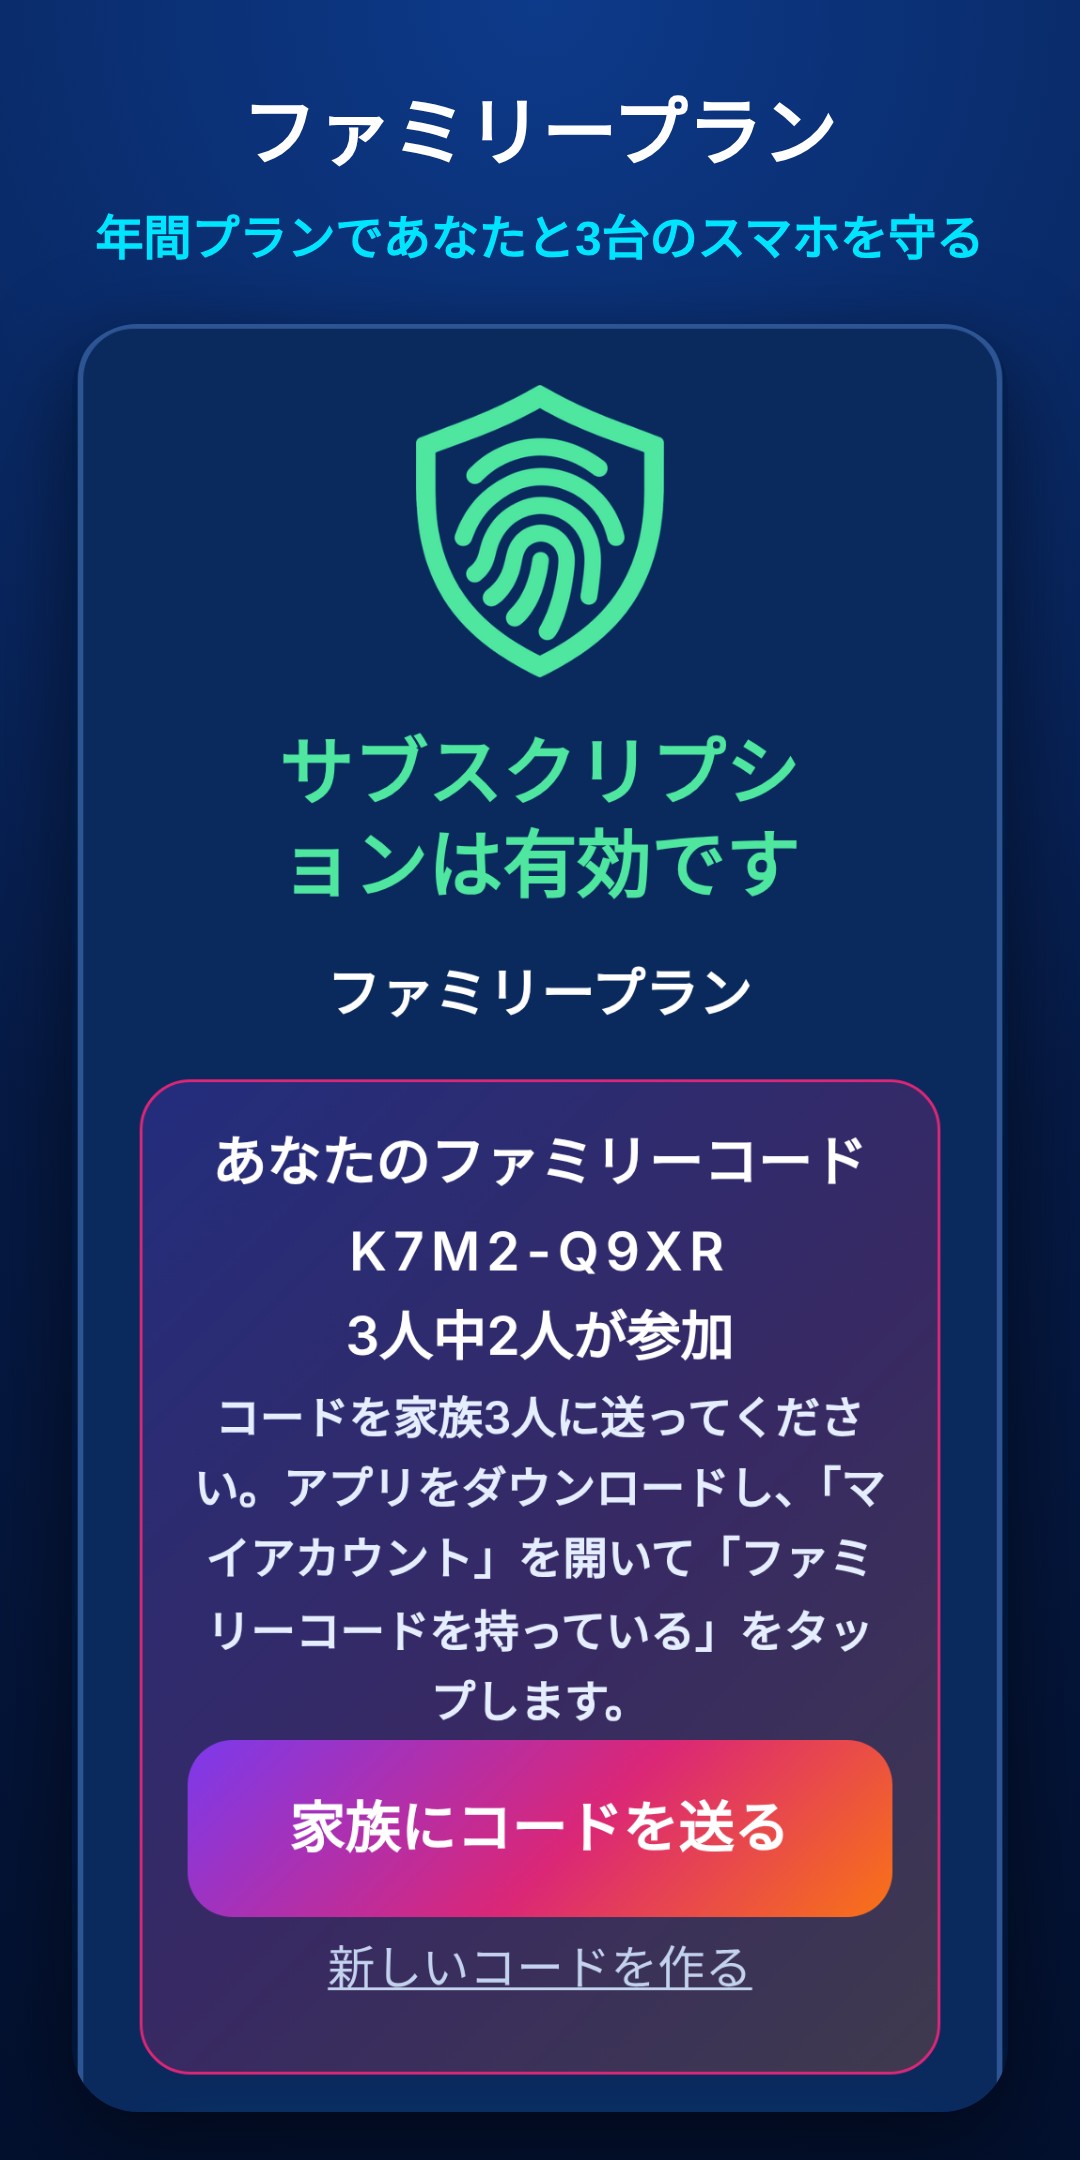 ファミリープラン
年間プランであなたと3台のスマホを守る
サブスクリプシ
ョンは有効です
ファミリープラン
あなたのファミリーコード
K7M2-Q9XR
3人中2人が参加
コードを家族3人に送ってくださ
い。アプリをダウンロードし、「マ
イアカウント」を開いて「ファミ
リーコードを持っている」をタッ
プします。
家族にコードを送る
新しいコードを作る